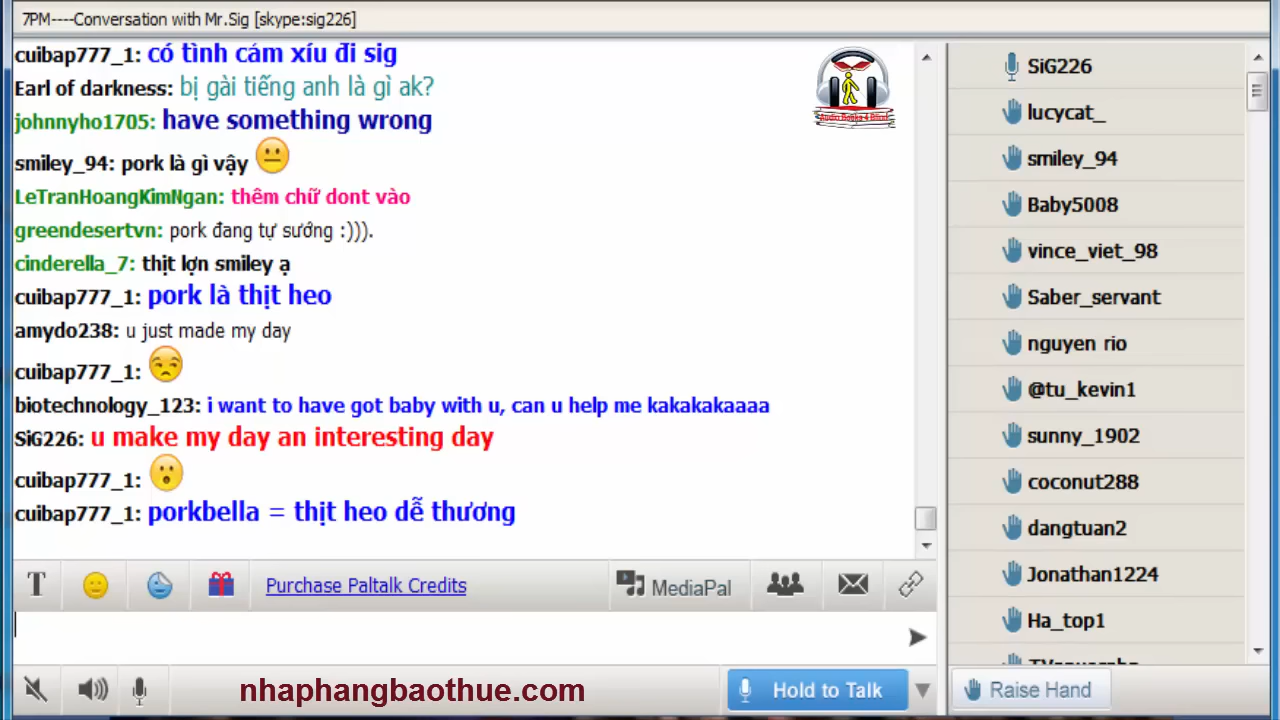 7PM----Conversation with Mr.Sig [skype:sig226]
cuibap777_1: có tình cảm xíu đi sig
Earl of darkness: bị gài tiếng anh là gì ak?
johnnyho1705: have something wrong
smiley_94: pork là gì vậy
LeTranHoangKimNgan: thêm chữ dont vào
greendesertvn: pork đang tự sướng :))).
cinderella_7: thịt lợn smiley ạ
cuibap777_1: pork là thịt heo
amydo238: u just made my day
cuibap777_1:
biotechnology_123: i want to have got baby with u, can u help me kakakakaaaa
SiG226: u make my day an interesting day
cuibap777_1:
cuibap777_1: porkbella = thịt heo dễ thương
Audio Books 4 Blind
T
Purchase Paltalk Credits
MediaPal
nhaphangbaothue.com
Hold to Talk
SiG226
lucycat_
smiley_94
Baby5008
vince_viet_98
Saber_servant
nguyen rio
@tu_kevin1
sunny_1902
coconut288
dangtuan2
Jonathan1224
Ha_top1
Raise Hand